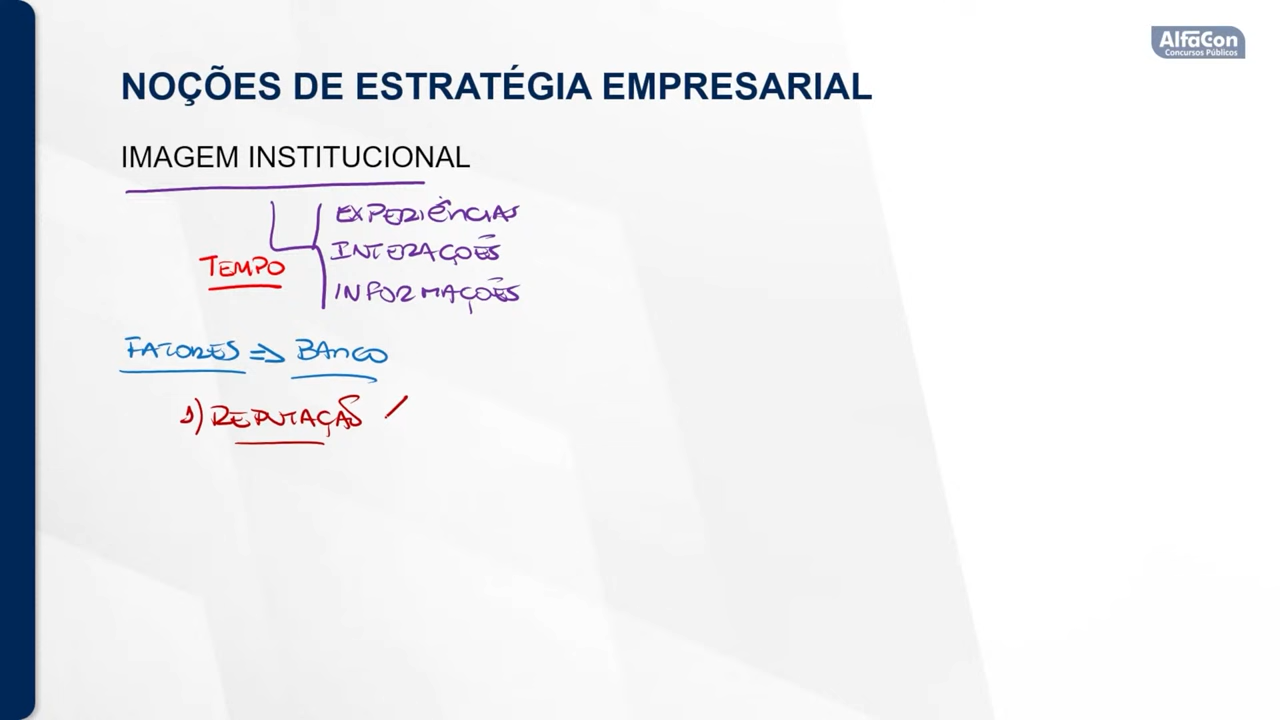 AlfaCon
Concursos Públicos
NOÇÕES DE ESTRATÉGIA EMPRESARIAL
IMAGEM INSTITUCIONAL
EXPERIÊNCIAS
INTERAÇÕES
TEMPO
INFORMAÇÕES
FATORES => BANCO
1) REPUTAÇÃO